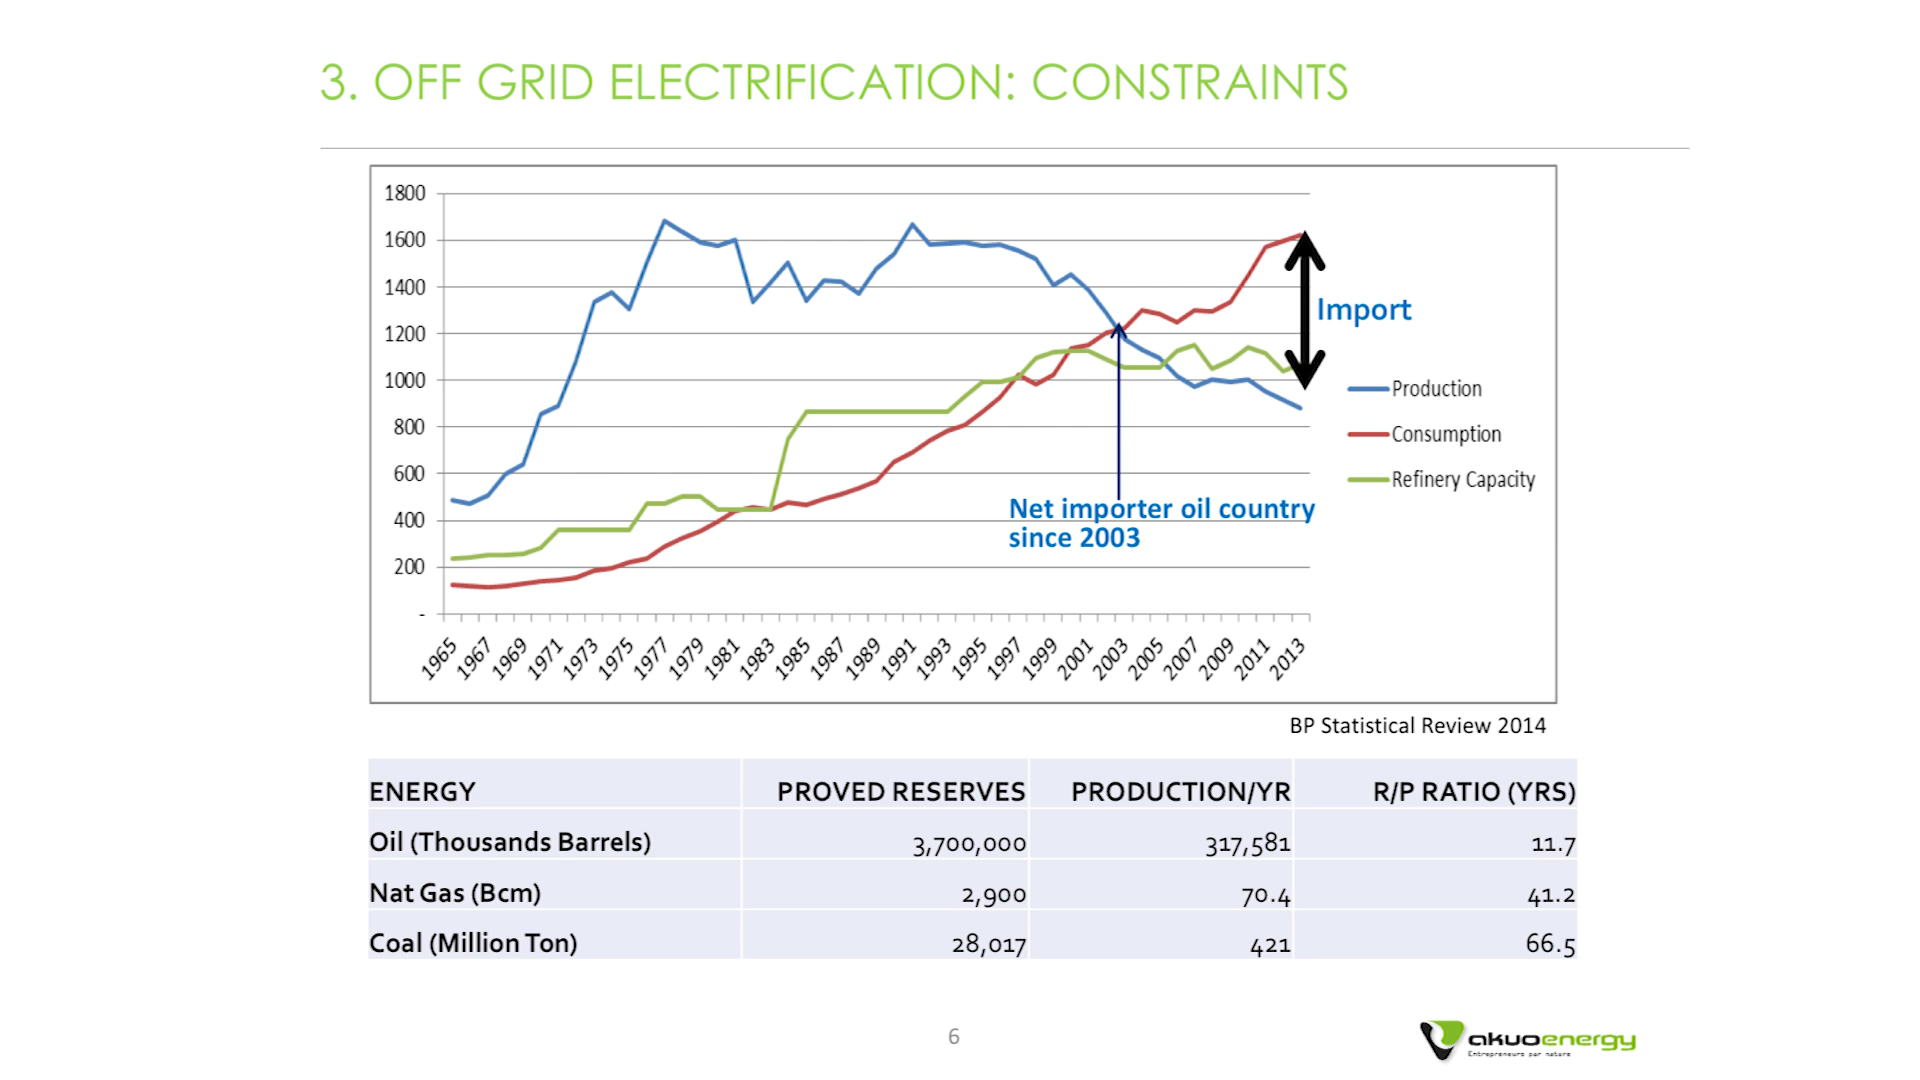 3. OFF GRID ELECTRIFICATION: CONSTRAINTS
1800
1600
1400
1200
1000
800
600
400
200
-
1965 1967 1969 1971 1973 1975 1977 1979 1981 1983 1985 1987 1989 1991 1993 1995 1997 1999 2001 2003 2005 2007 2009 2011 2013
Import
Net importer oil country
since 2003
Production
Consumption
Refinery Capacity
BP Statistical Review 2014
ENERGY PROVED RESERVES PRODUCTION/YR R/P RATIO (YRS)
Oil (Thousands Barrels) 3,700,000 317,581 11.7
Nat Gas (Bcm) 2,900 70.4 41.2
Coal (Million Ton) 28,017 421 66.5
6
akuoenergy
Entrepreneurs par nature